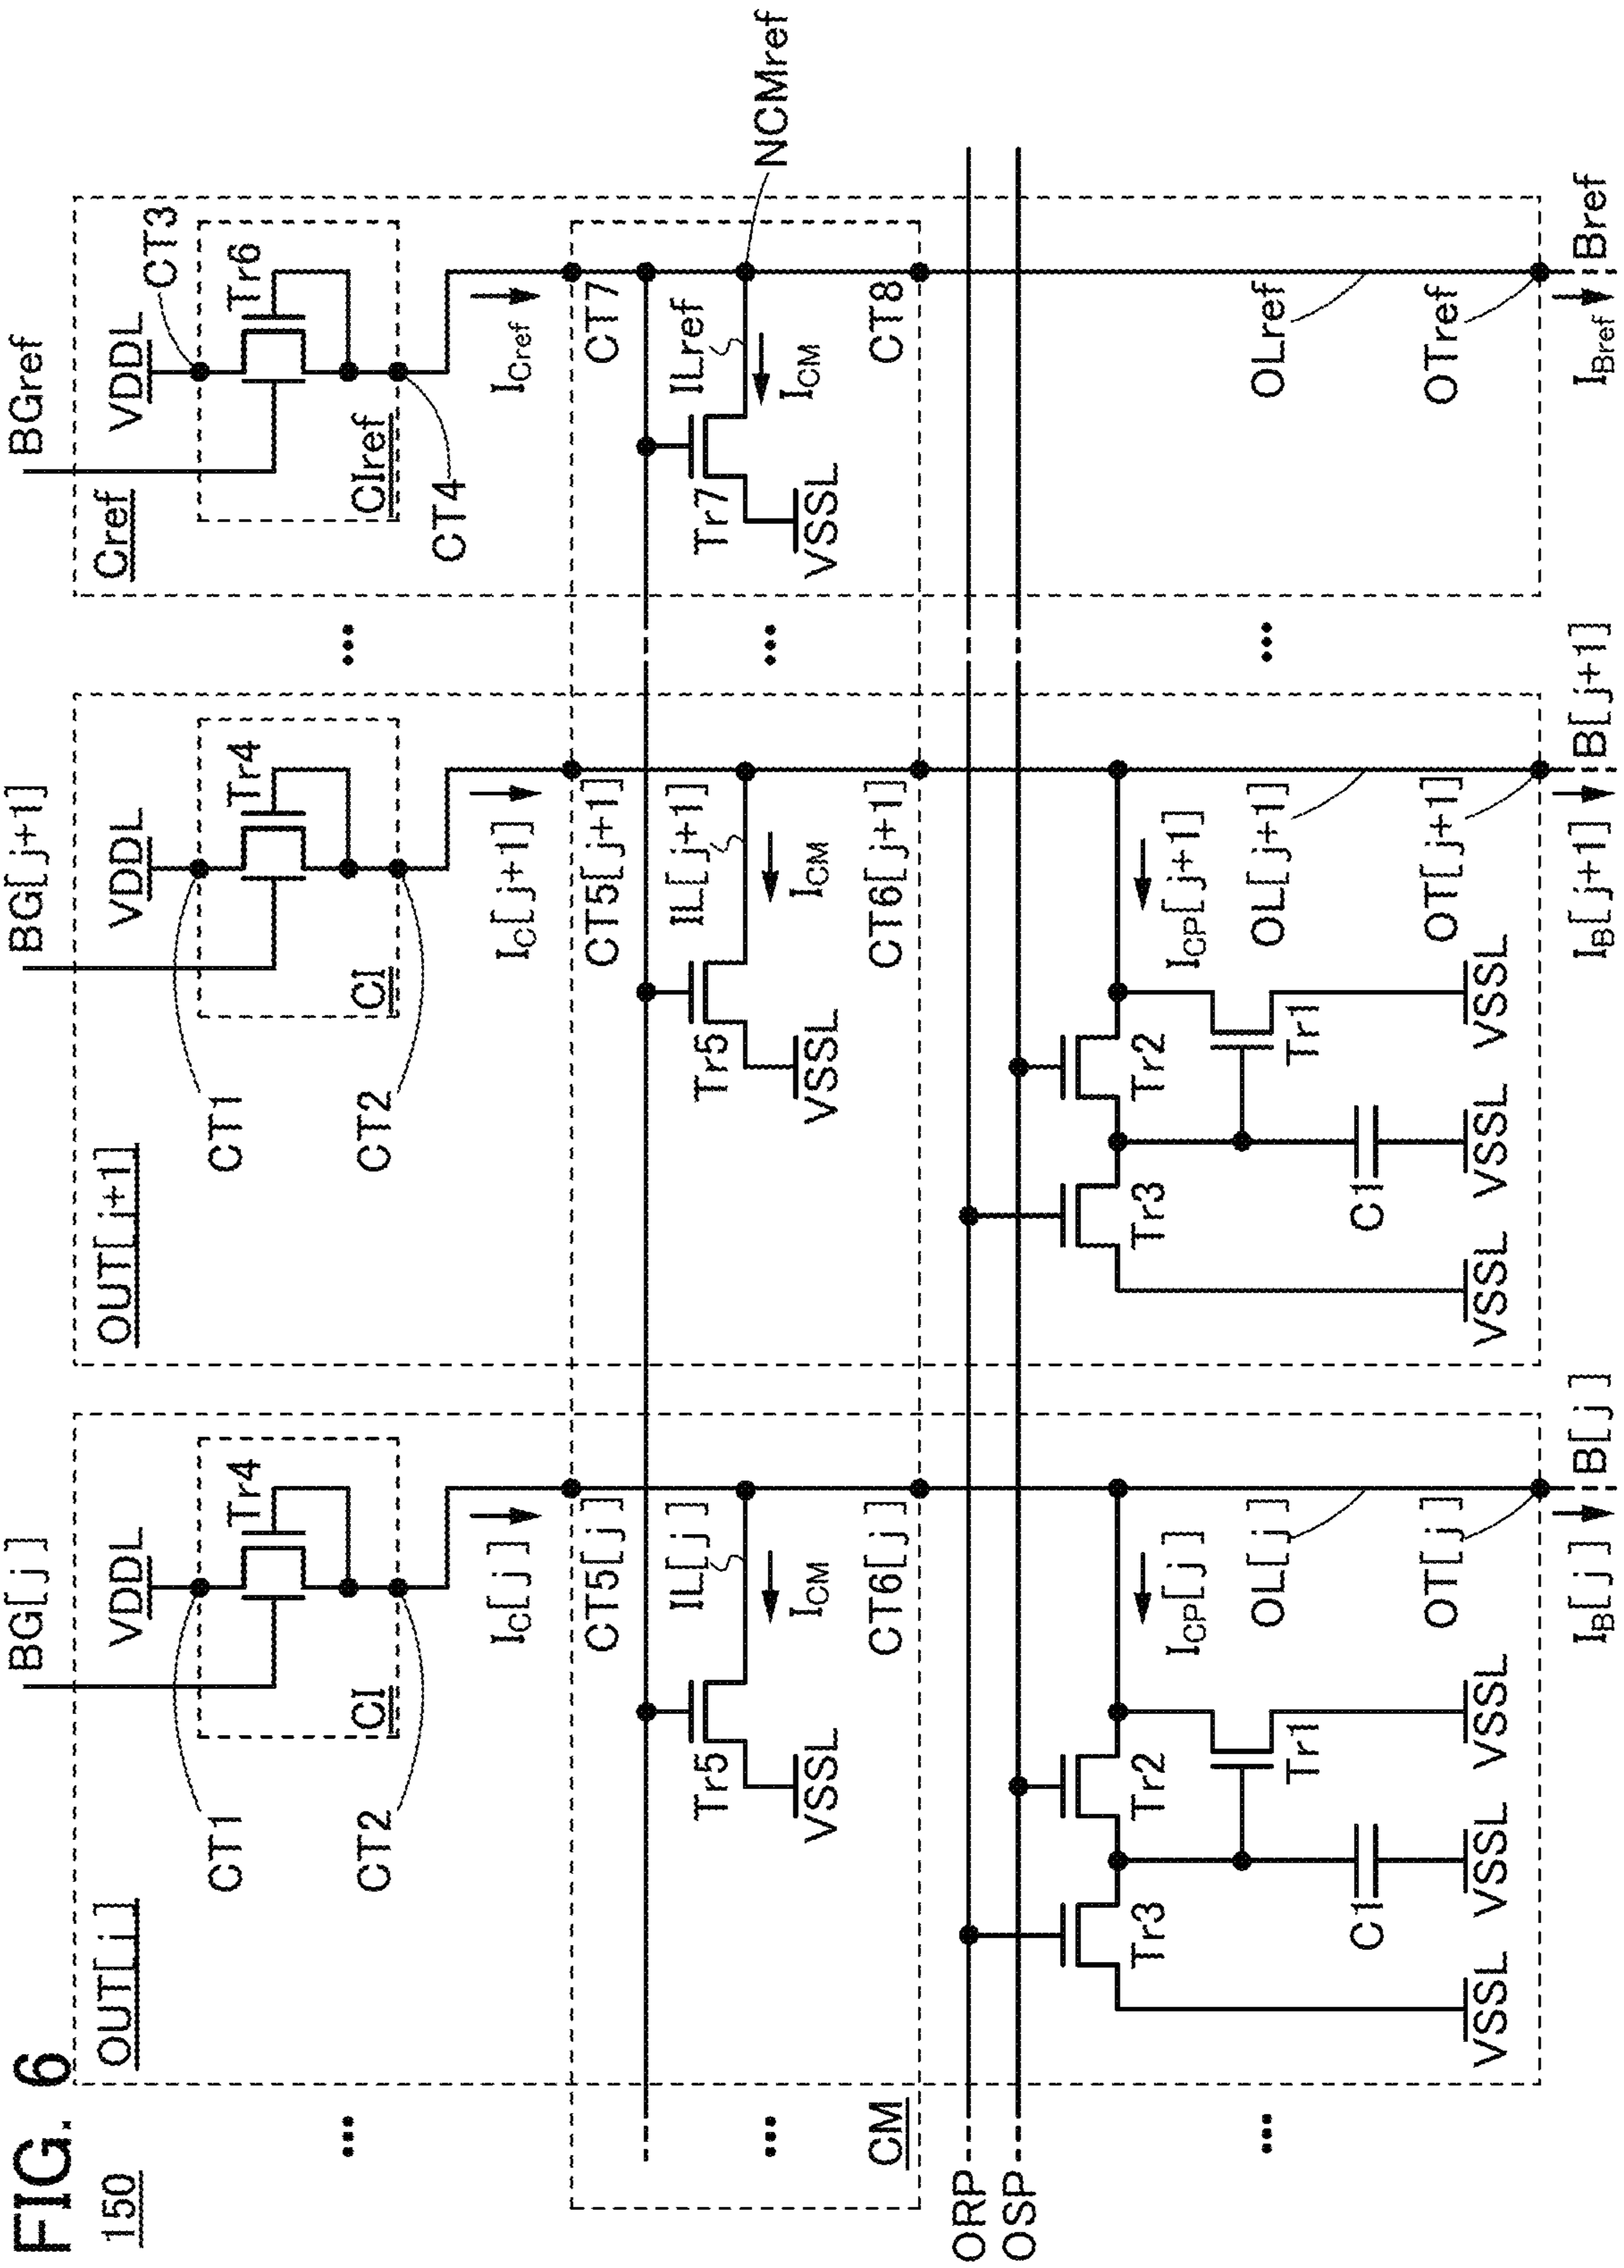 FIG. 6
150
BG[j]
BG[j+1]
BGref
OUT[j]
VDDL
OUT[j+1]
VDDL
Cref
VDDL
CT3
CT1
Tr4
CT1
Tr4
Tr6
CT2
CI
CT2
CI
CIref
CT4
IC[j]
IC[j+1]
ICref
CT5[j]
CT5[j+1]
CT7
Tr5
IL[j]
Tr5
IL[j+1]
Tr7
ILref
NCMref
VSSL
ICM
VSSL
ICM
VSSL
ICM
CM
CT6[j]
CT6[j+1]
CT8
ORP
OSP
Tr3
Tr2
ICP[j]
Tr3
Tr2
ICP[j+1]
Tr1
OL[j]
Tr1
OL[j+1]
OLref
C1
C1
OT[j]
OT[j+1]
OTref
VSSL
VSSL
VSSL
VSSL
VSSL
VSSL
IB[j]
B[j]
IB[j+1]
B[j+1]
IBref
Bref